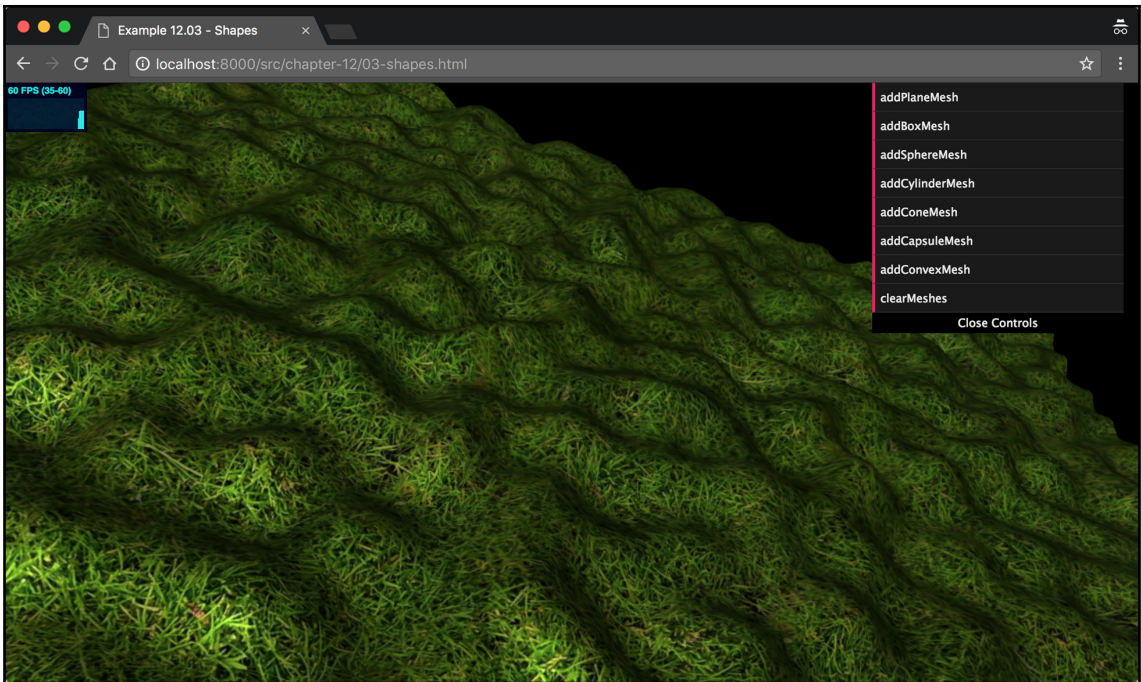 Example 12.03 - Shapes
localhost:8000/src/chapter-12/03-shapes.html
60 FPS (35-60)
addPlaneMesh
addBoxMesh
addSphereMesh
addCylinderMesh
addConeMesh
addCapsuleMesh
addConvexMesh
clearMeshes
Close Controls